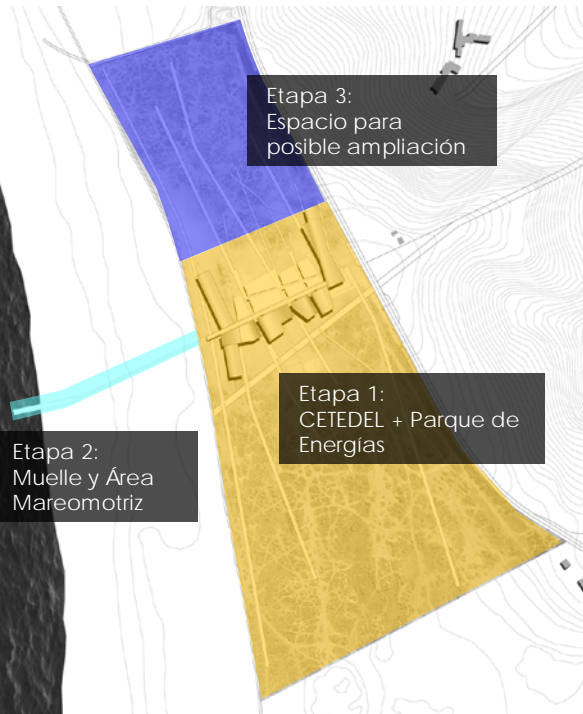 Etapa 3:
Espacio para
posible ampliación
Etapa 1:
CETEDEL + Parque de
Energías
Etapa 2:
Muelle y Área
Mareomotriz